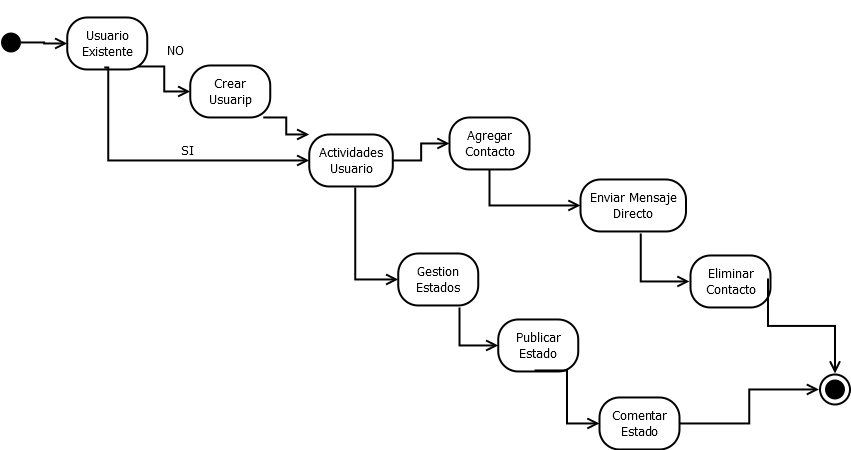 Usuario
Existente
NO
Crear
Usuarip
SI
Actividades
Usuario
Agregar
Contacto
Enviar Mensaje
Directo
Eliminar
Contacto
Gestion
Estados
Publicar
Estado
Comentar
Estado